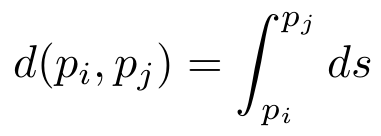 $d(p_i, p_j) = \int_{p_i}^{p_j} ds$